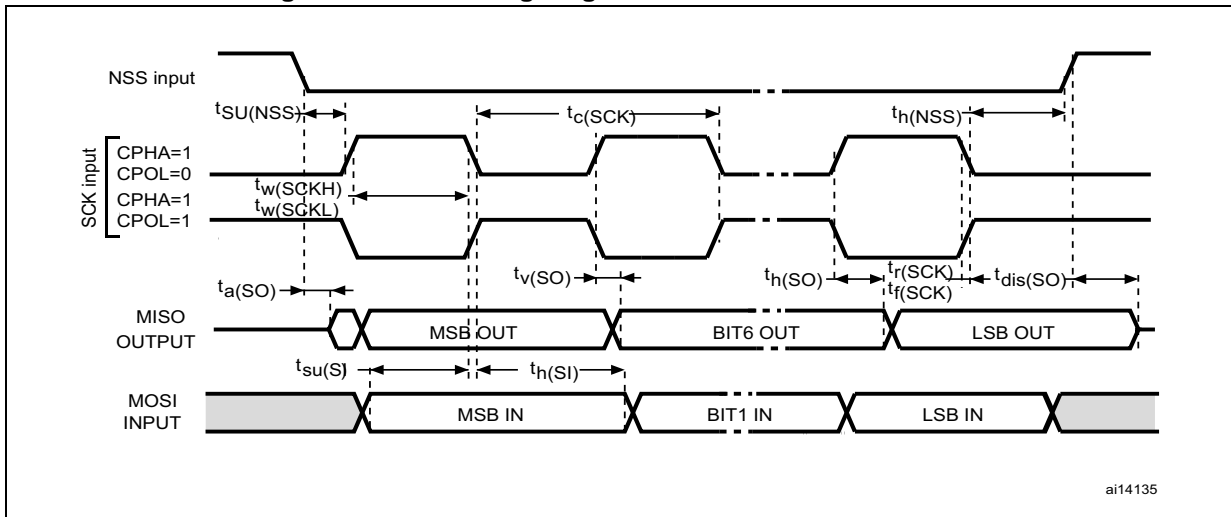 NSS input
tSU(NSS)
tc(SCK)
th(NSS)
SCK input
CPHA=1
CPOL=0
tw(SCKH)
CPHA=1
tw(SCKL)
CPOL=1
ta(SO)
tv(SO)
th(SO)
tr(SCK)
tf(SCK)
tdis(SO)
MISO
OUTPUT
MSB OUT
BIT6 OUT
LSB OUT
tsu(SI)
th(SI)
MOSI
INPUT
MSB IN
BIT1 IN
LSB IN
ai14135